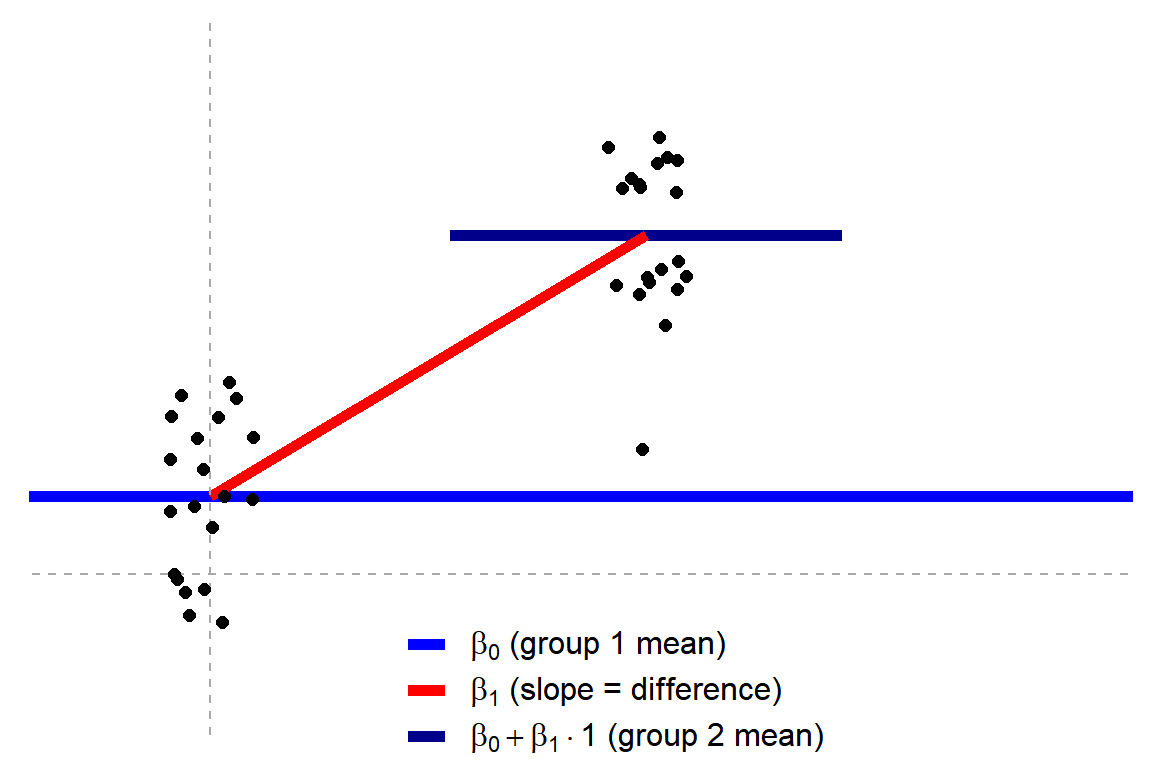 β₀ (group 1 mean)
β₁ (slope = difference)
β₀ + β₁ · 1 (group 2 mean)